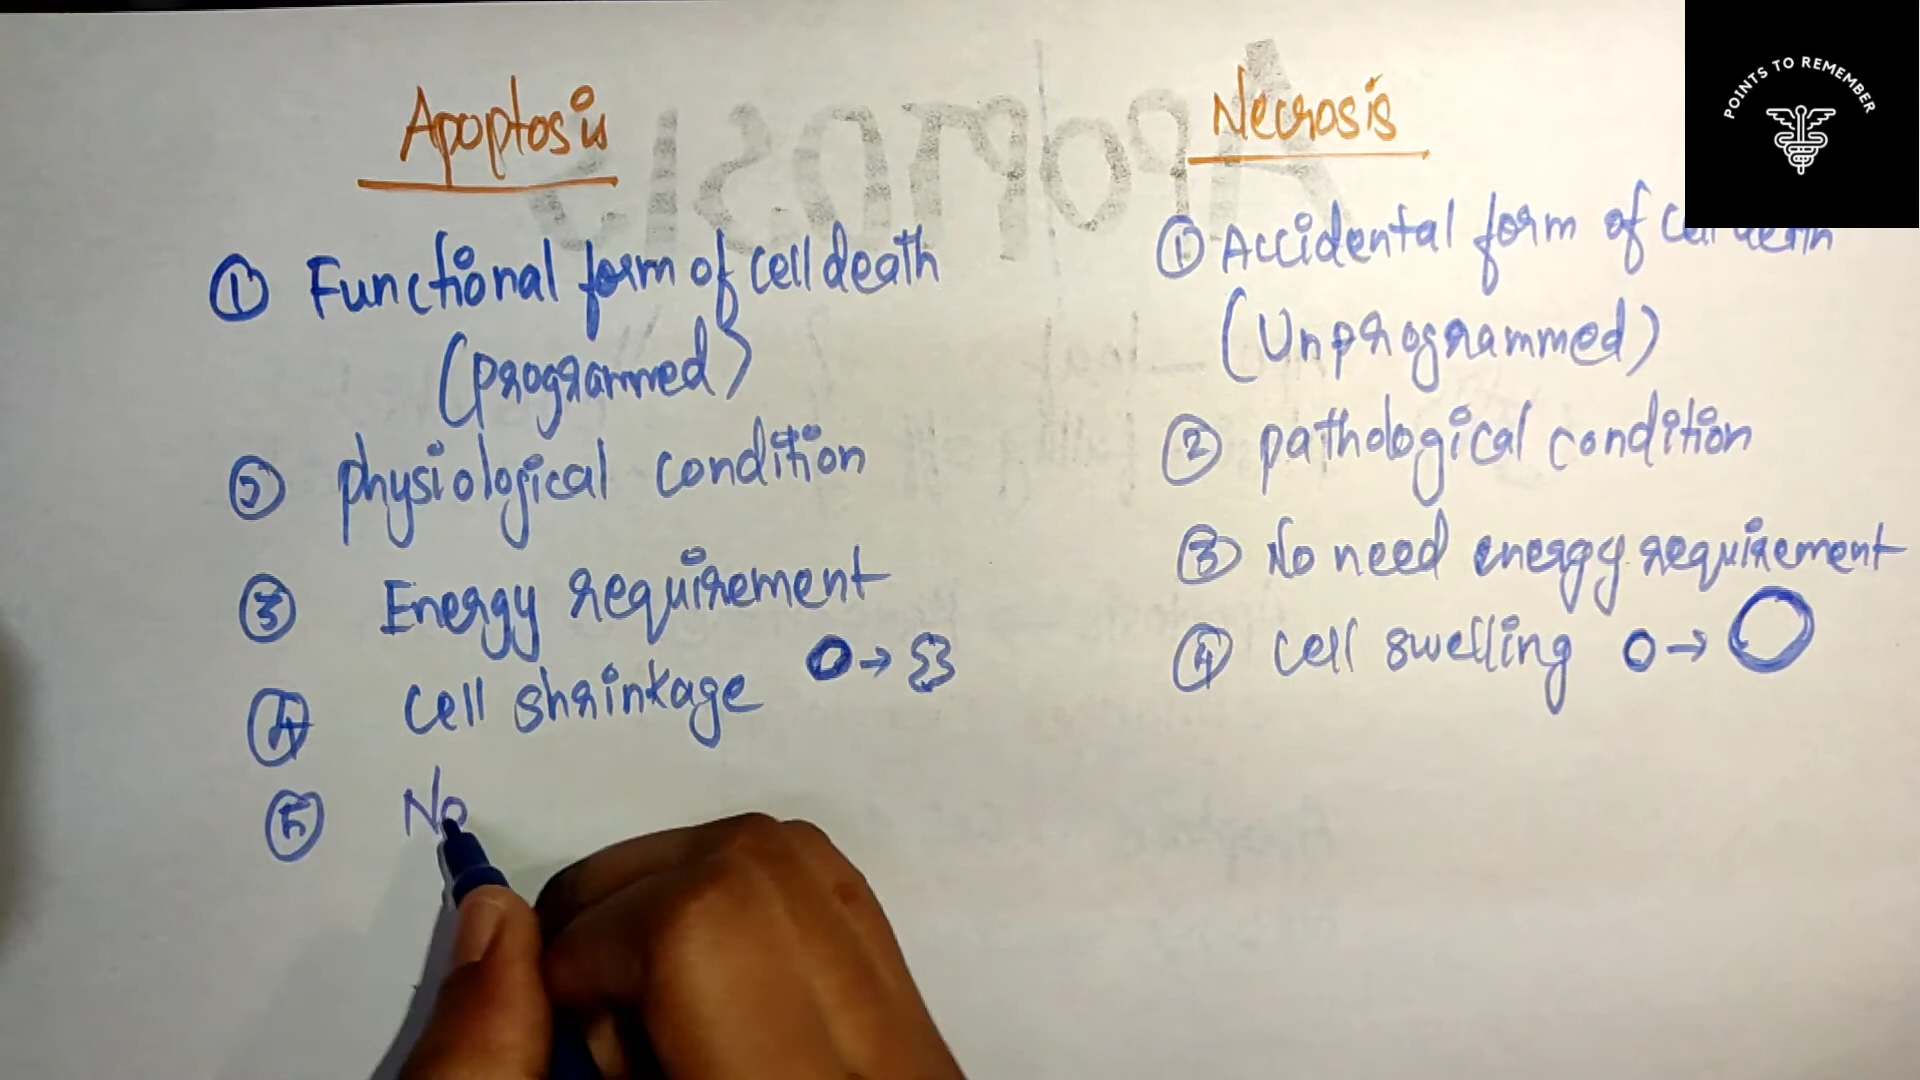 Apoptosis
① Functional form of cell death
(programmed)
② physiological condition
③ Energy requirement
④ cell shrinkage
⑤ No
Necrosis
① Accidental form of cell death
(Unprogrammed)
② pathological condition
③ No need energy requirement
④ cell swelling
POINTS TO REMEMBER